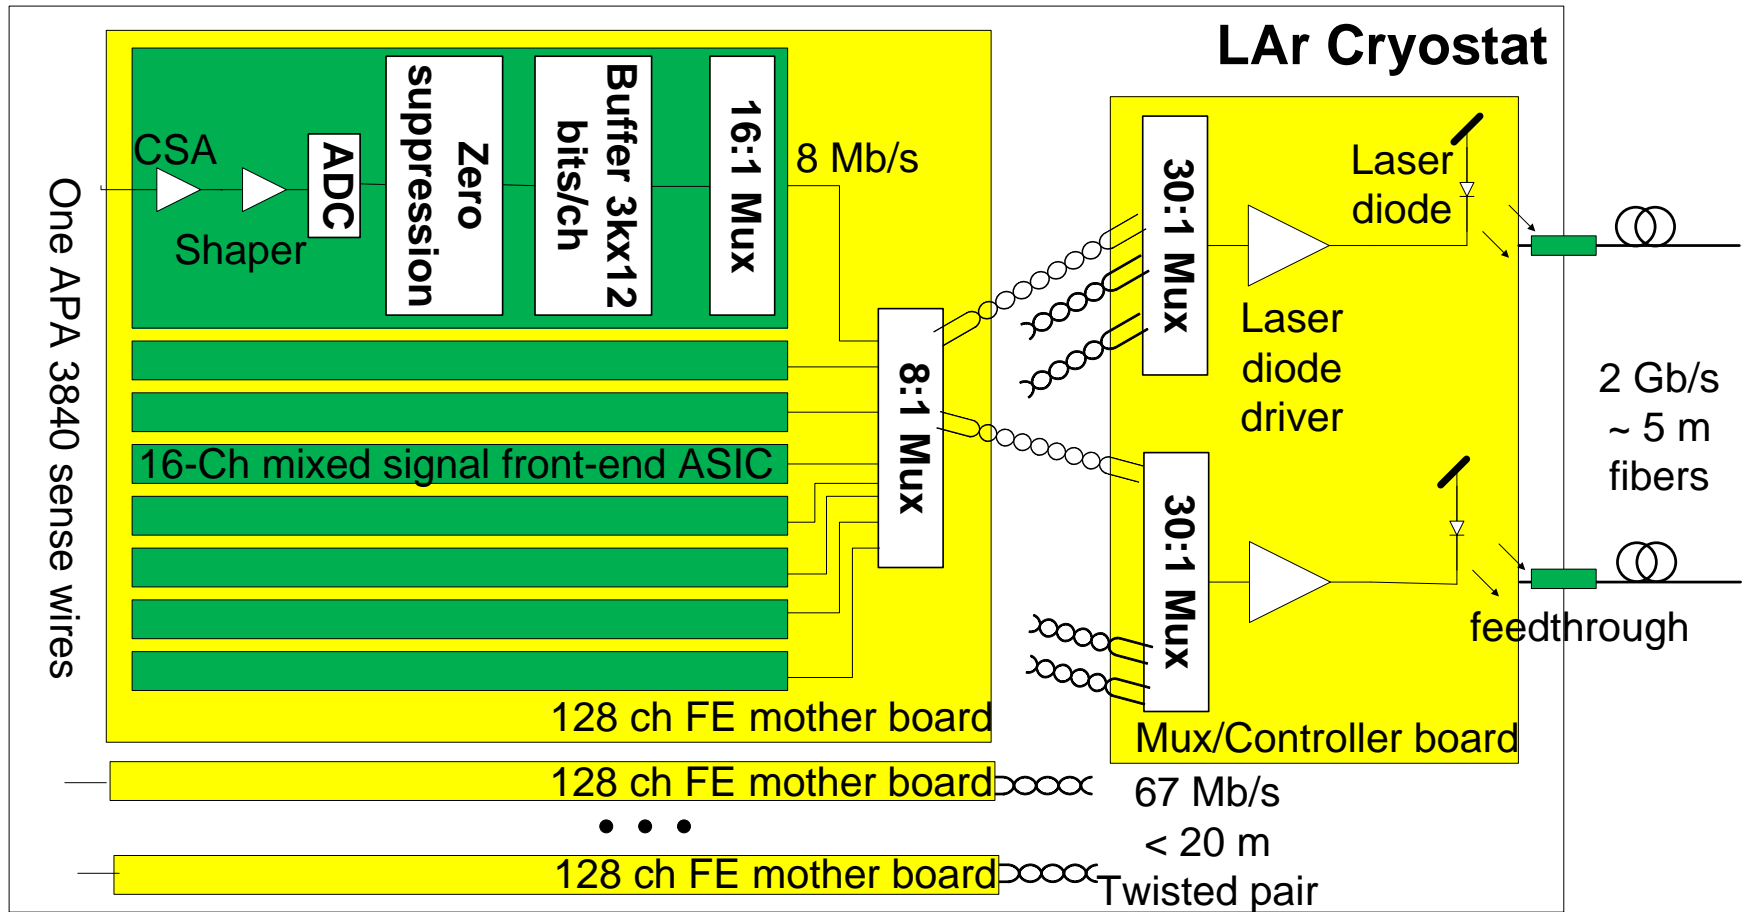 LAr Cryostat
One APA 3840 sense wires
CSA
Shaper
ADC
Zero
suppression
Buffer 3kx12
bits/ch
16:1 Mux
8 Mb/s
16-Ch mixed signal front-end ASIC
8:1 Mux
128 ch FE mother board
128 ch FE mother board
128 ch FE mother board
30:1 Mux
Laser
diode
Laser
diode
driver
30:1 Mux
Mux/Controller board
67 Mb/s
< 20 m
Twisted pair
2 Gb/s
~ 5 m
fibers
feedthrough